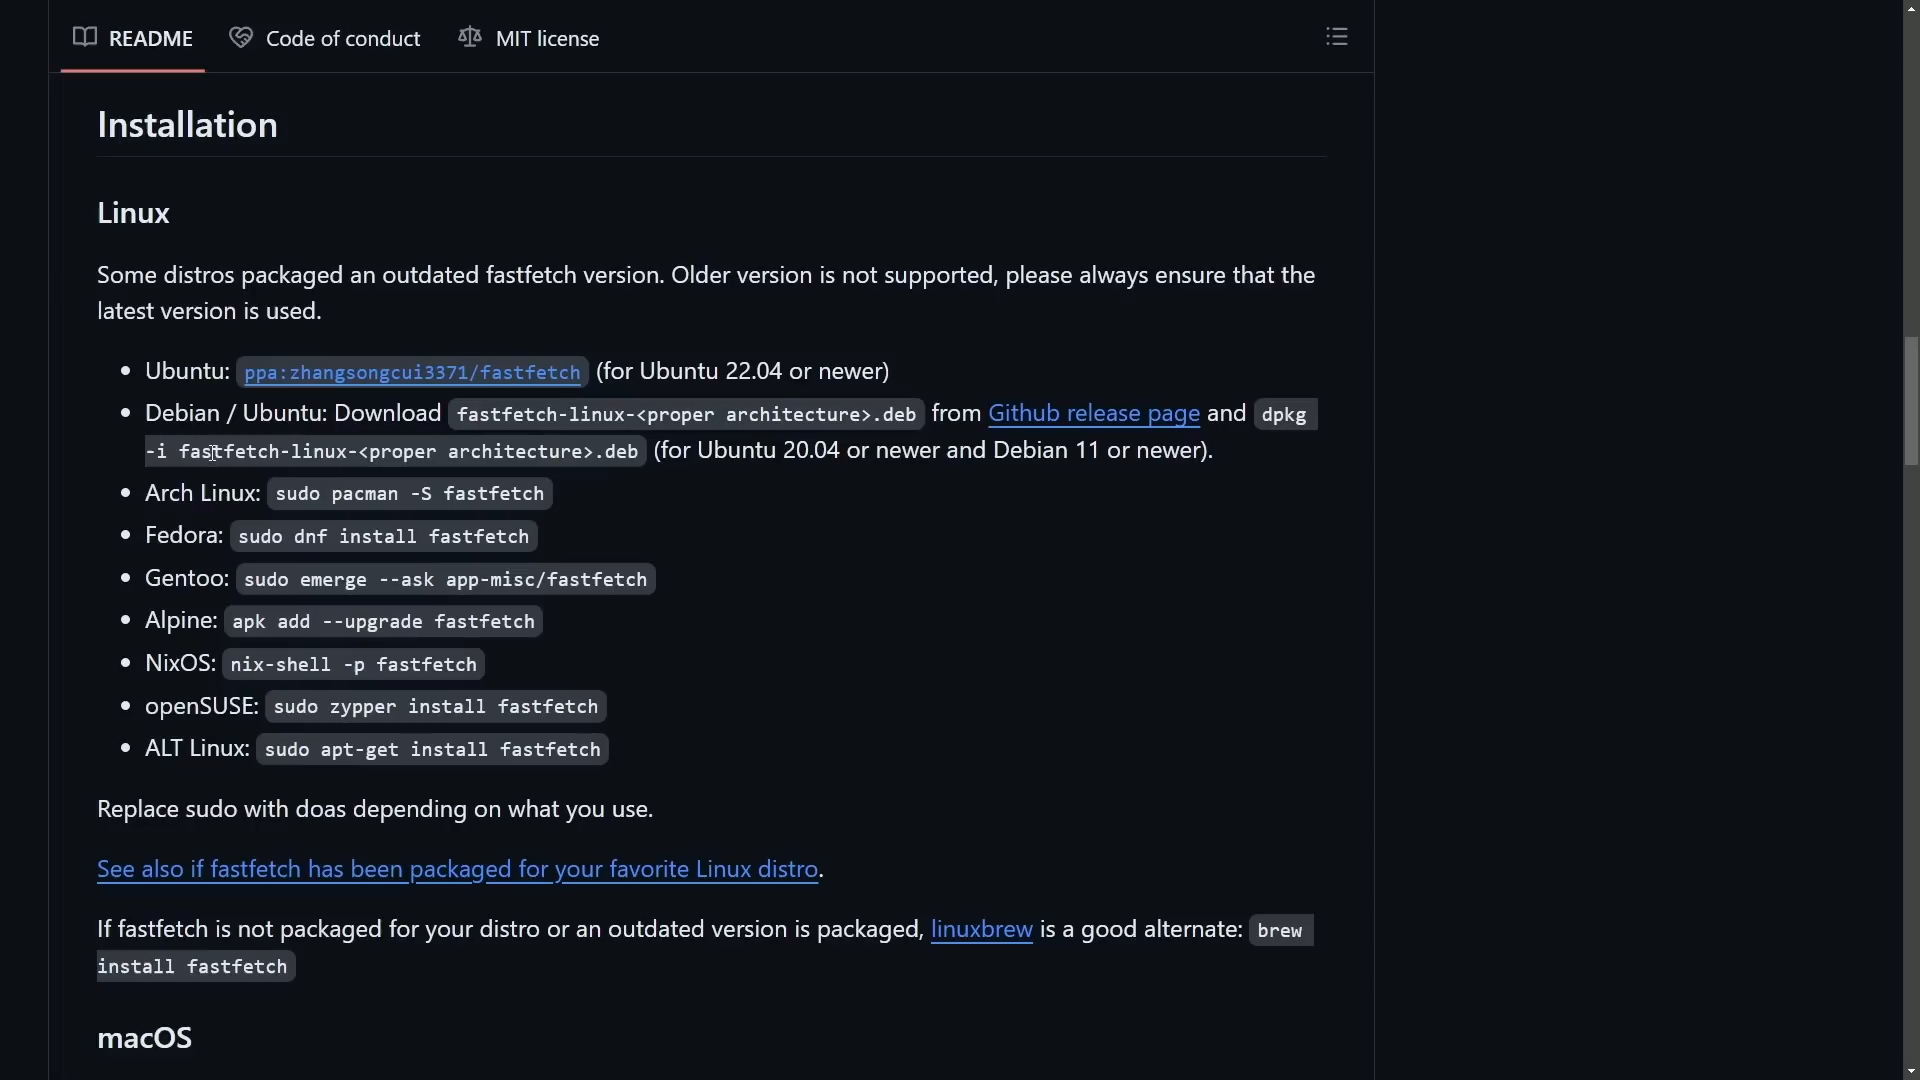 README Code of conduct MIT license
Installation
Linux
Some distros packaged an outdated fastfetch version. Older version is not supported, please always ensure that the
latest version is used.
Ubuntu: ppa:zhangsongcui3371/fastfetch (for Ubuntu 22.04 or newer)
Debian / Ubuntu: Download fastfetch-linux-<proper architecture>.deb from Github release page and dpkg
-i fastfetch-linux-<proper architecture>.deb (for Ubuntu 20.04 or newer and Debian 11 or newer).
Arch Linux: sudo pacman -S fastfetch
Fedora: sudo dnf install fastfetch
Gentoo: sudo emerge --ask app-misc/fastfetch
Alpine: apk add --upgrade fastfetch
NixOS: nix-shell -p fastfetch
openSUSE: sudo zypper install fastfetch
ALT Linux: sudo apt-get install fastfetch
Replace sudo with doas depending on what you use.
See also if fastfetch has been packaged for your favorite Linux distro.
If fastfetch is not packaged for your distro or an outdated version is packaged, linuxbrew is a good alternate: brew
install fastfetch
macOS